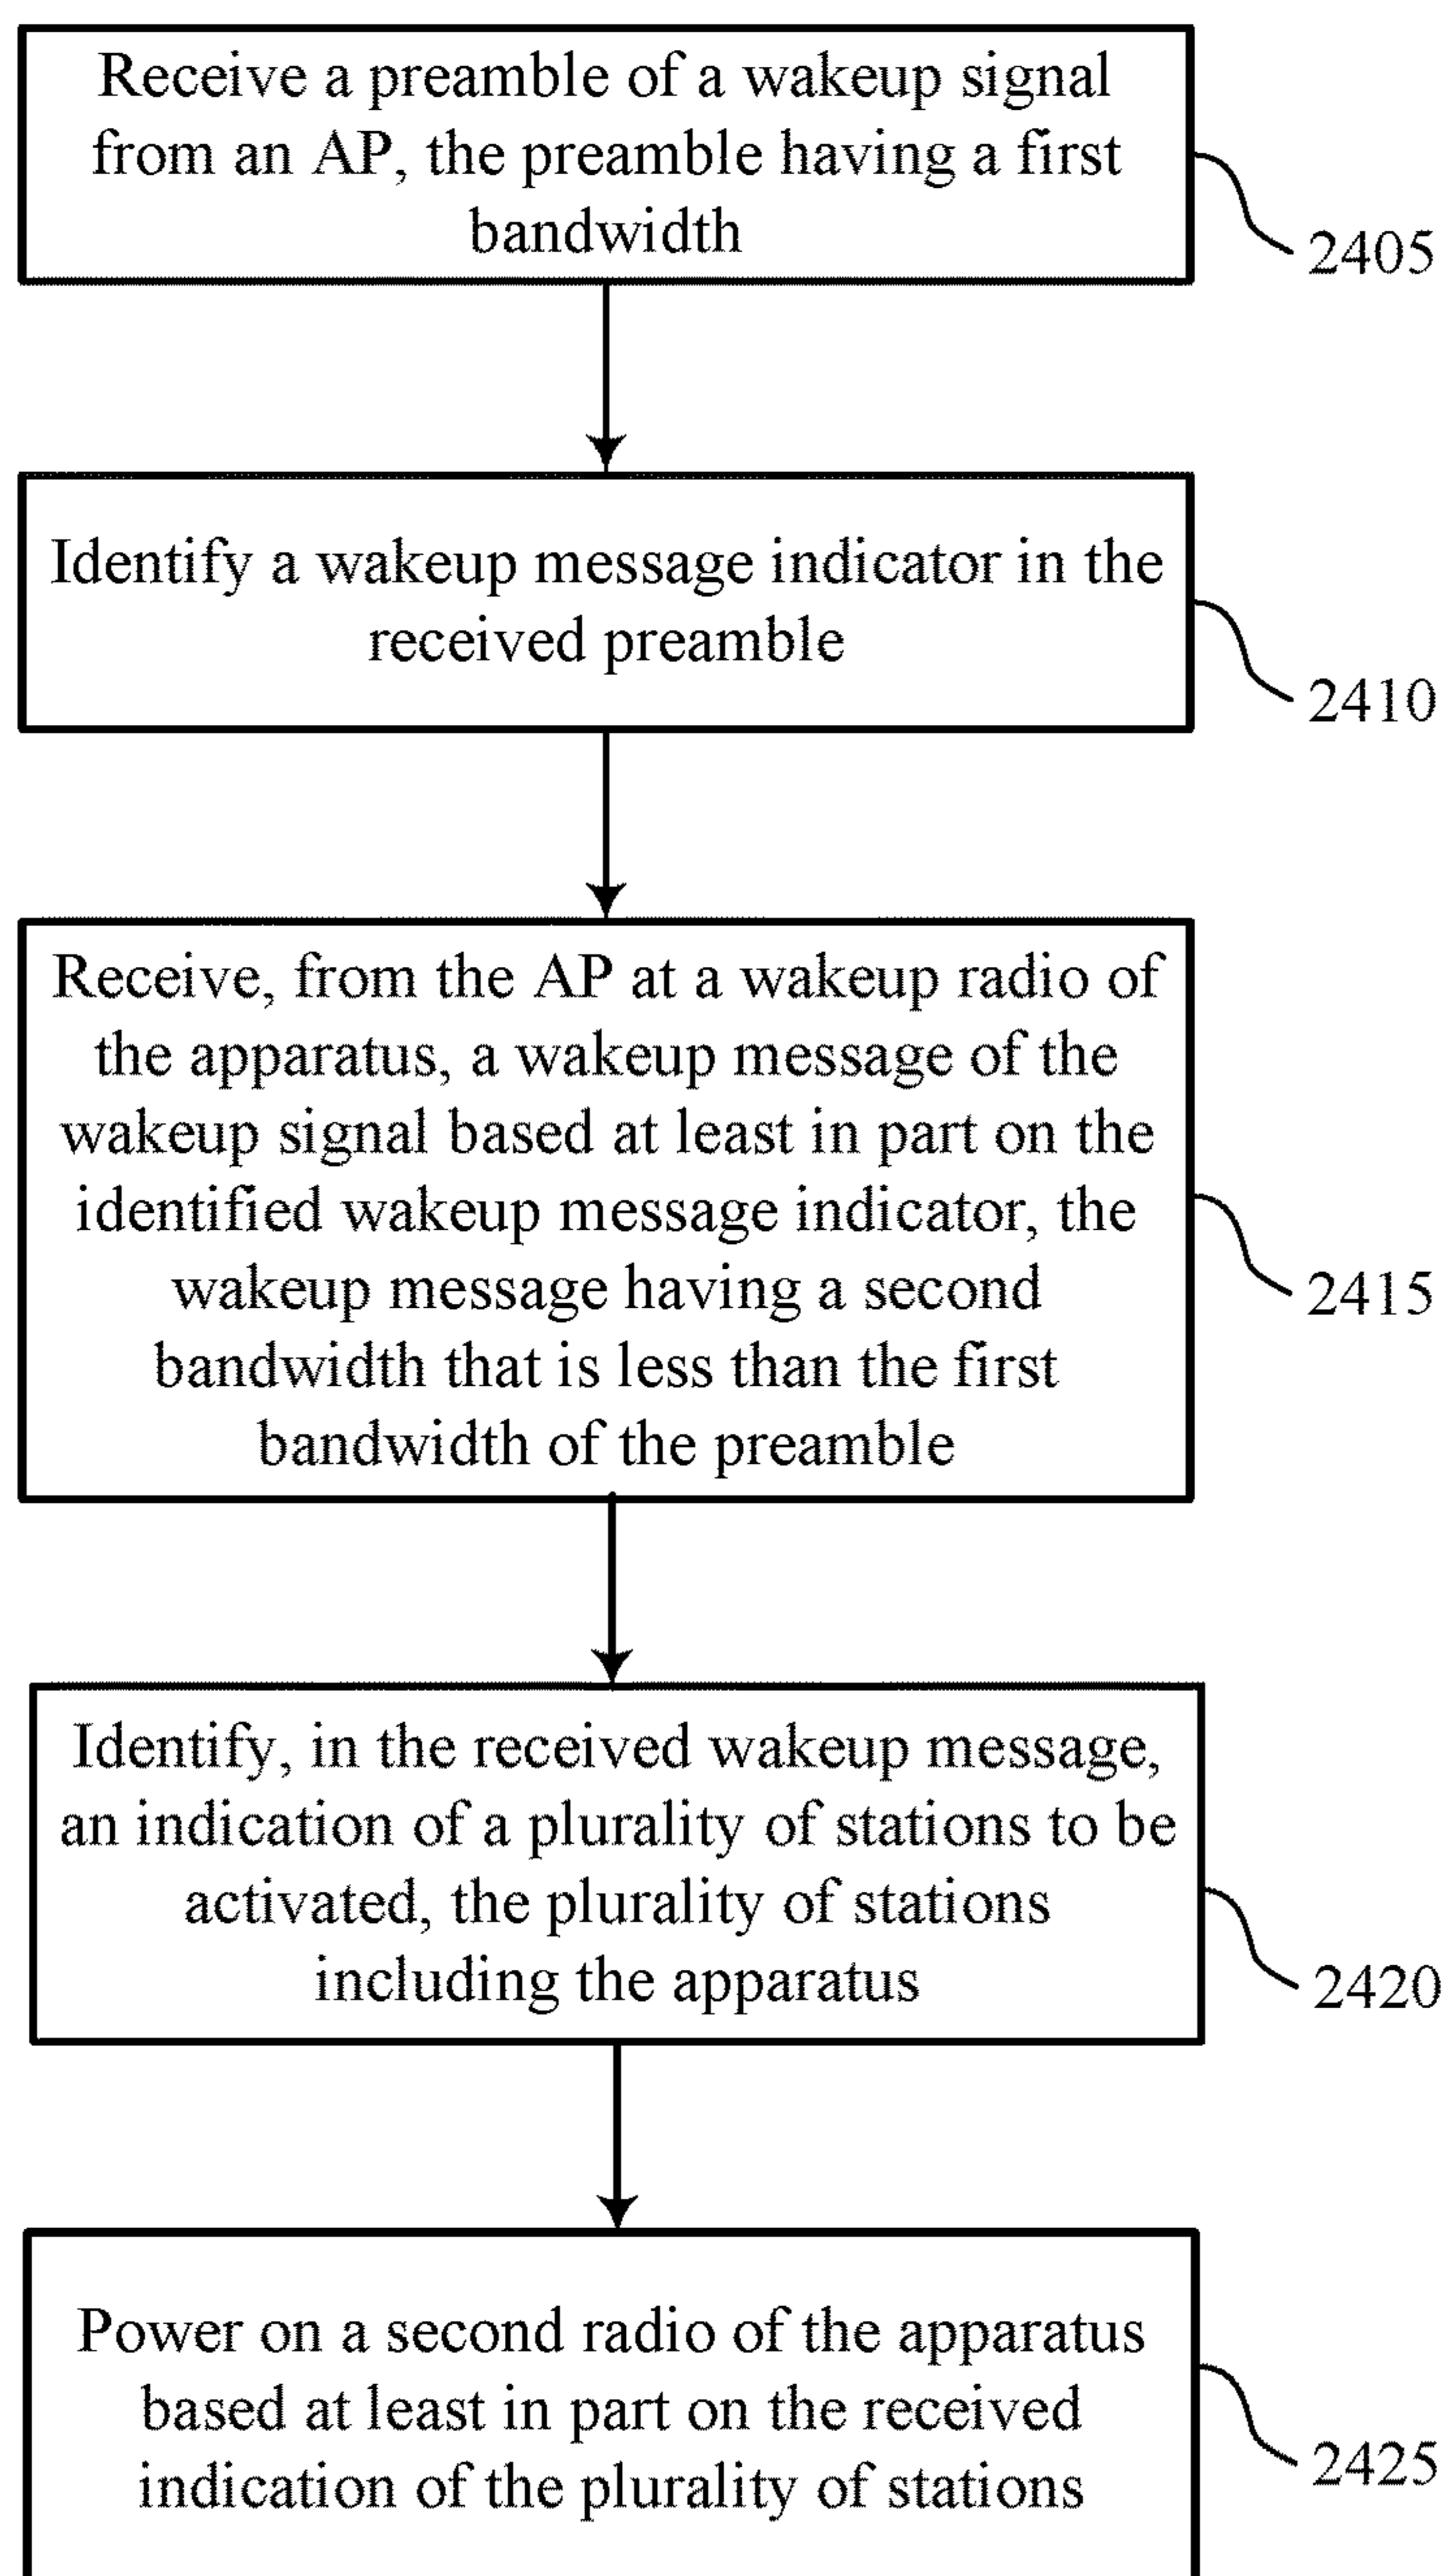 Receive a preamble of a wakeup signal
from an AP, the preamble having a first
bandwidth
2405
Identify a wakeup message indicator in the
received preamble
2410
Receive, from the AP at a wakeup radio of
the apparatus, a wakeup message of the
wakeup signal based at least in part on the
identified wakeup message indicator, the
wakeup message having a second
bandwidth that is less than the first
bandwidth of the preamble
2415
Identify, in the received wakeup message,
an indication of a plurality of stations to be
activated, the plurality of stations
including the apparatus
2420
Power on a second radio of the apparatus
based at least in part on the received
indication of the plurality of stations
2425